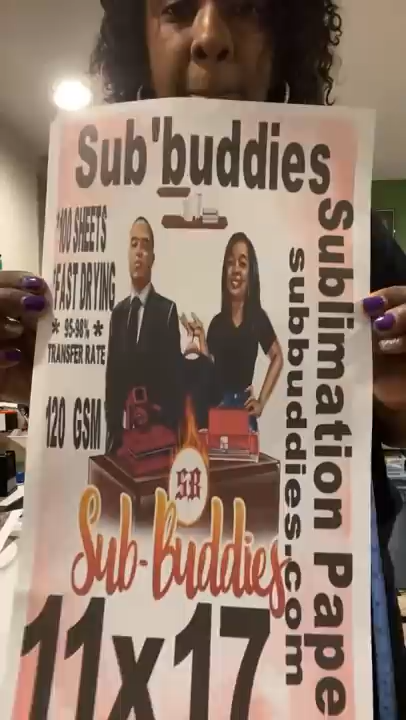 Sub'buddies
*100 SHEETS
*FAST DRYING
* 95-98% *
TRANSFER RATE
120 GSM
SB
Sub-Buddies
11x17
subbuddies.com
Sublimation Pape